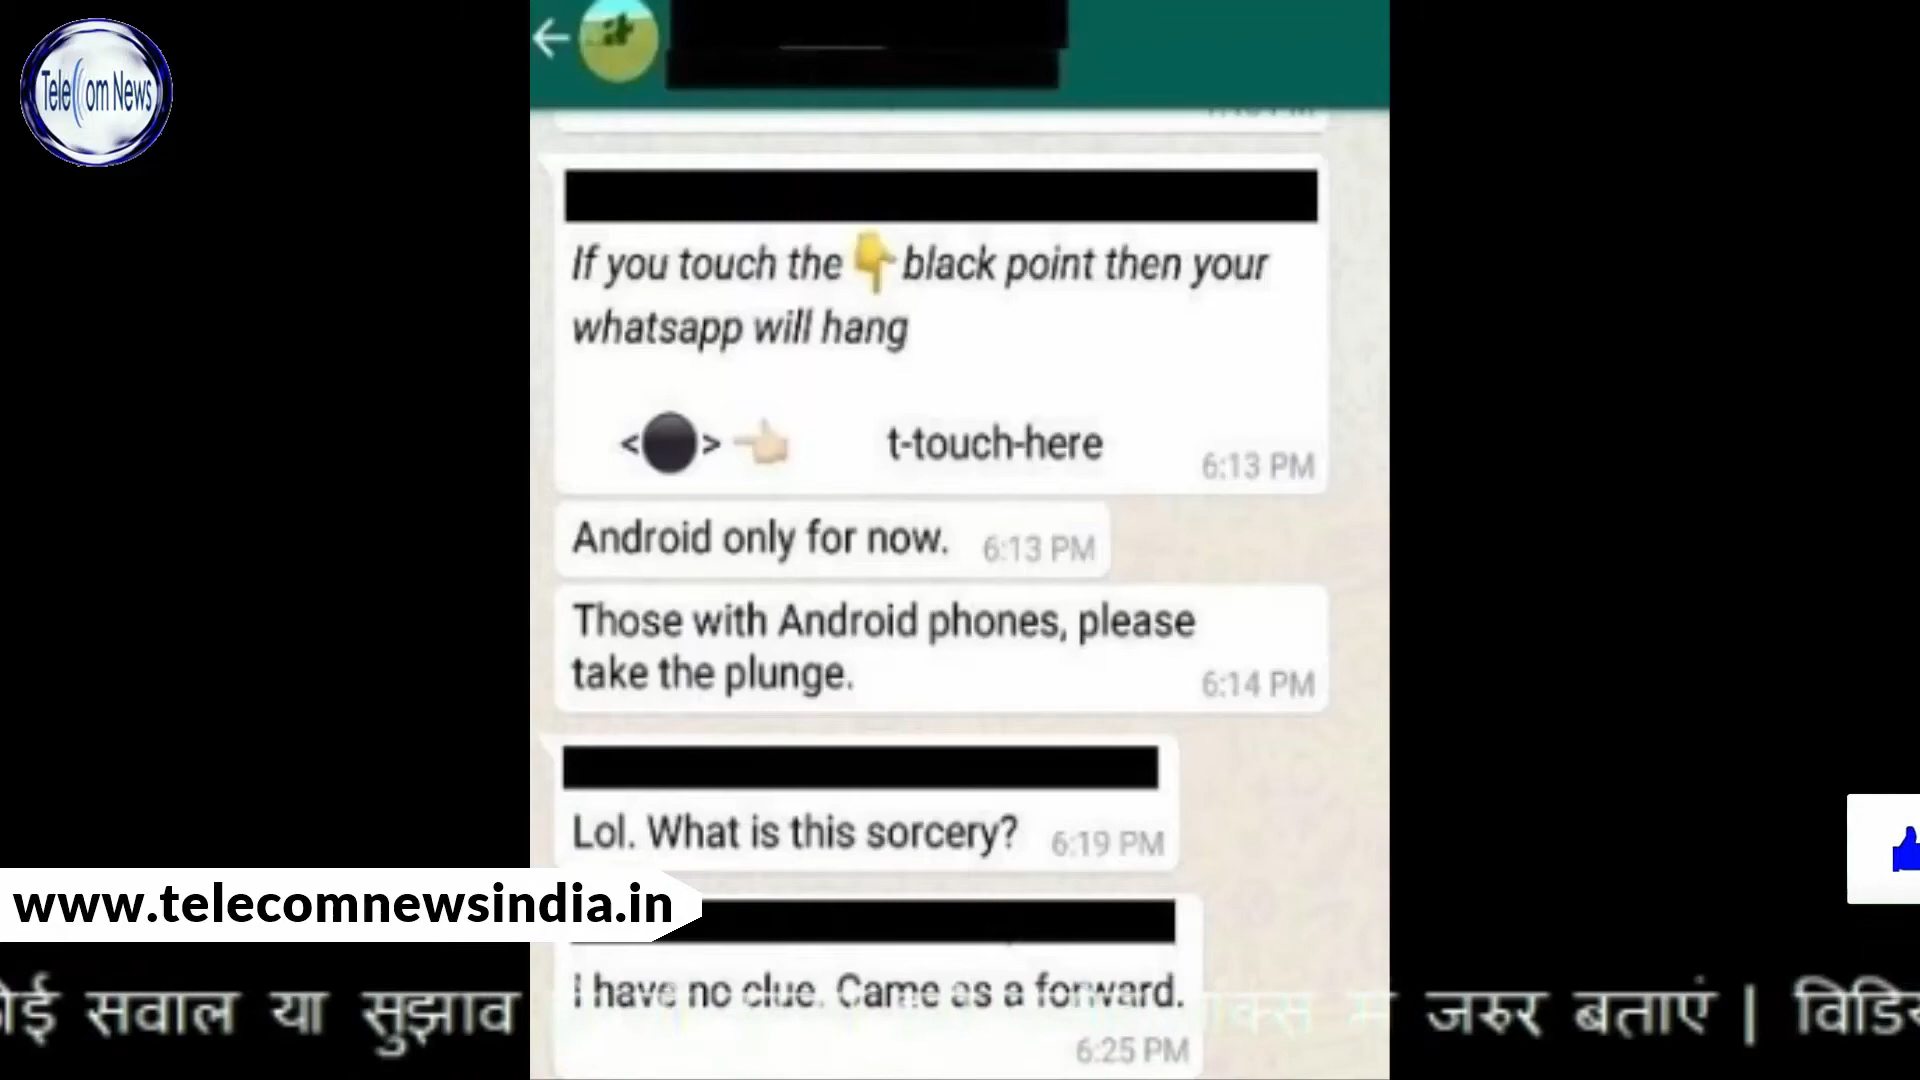 TeleCom News
If you touch the 👇 black point then your
whatsapp will hang
<⚫> 👈🏻 t-touch-here
6:13 PM
Android only for now. 6:13 PM
Those with Android phones, please
take the plunge.
6:14 PM
Lol. What is this sorcery? 6:19 PM
www.telecomnewsindia.in
I have no clue. Came as a forward.
6:25 PM
सवाल या सुझाव जरुर बताएं |